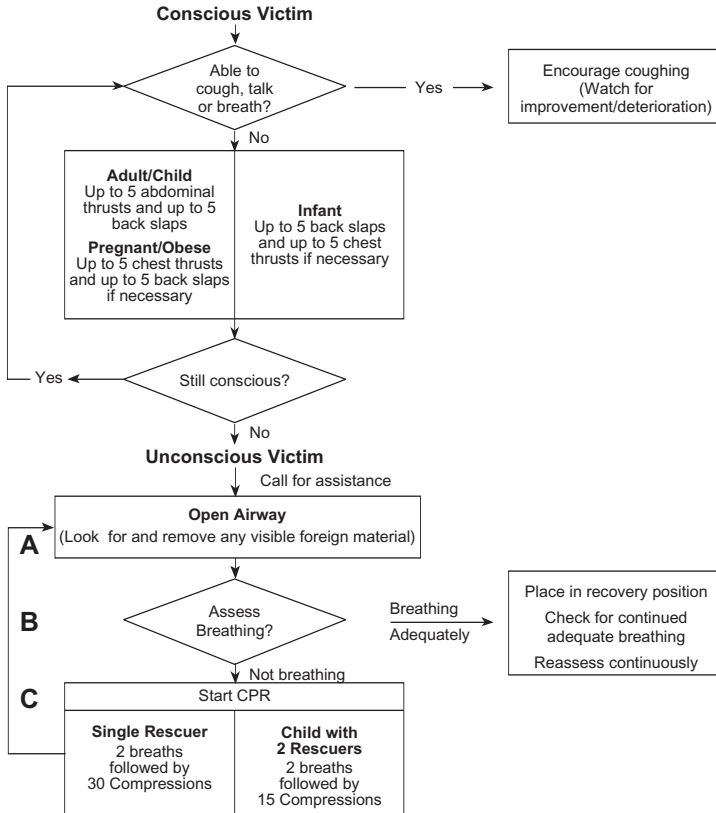 Conscious Victim
Able to
cough, talk
or breath?
Yes
Encourage coughing
(Watch for
improvement/deterioration)
No
Adult/Child
Up to 5 abdominal
thrusts and up to 5
back slaps
Pregnant/Obese
Up to 5 chest thrusts
and up to 5 back slaps
if necessary
Infant
Up to 5 back slaps
and up to 5 chest
thrusts if necessary
Still conscious?
Yes
No
Unconscious Victim
Call for assistance
A
Open Airway
(Look for and remove any visible foreign material)
B
Assess
Breathing?
Breathing
Adequately
Place in recovery position
Check for continued
adequate breathing
Reassess continuously
Not breathing
C
Start CPR
Single Rescuer
2 breaths
followed by
30 Compressions
Child with
2 Rescuers
2 breaths
followed by
15 Compressions